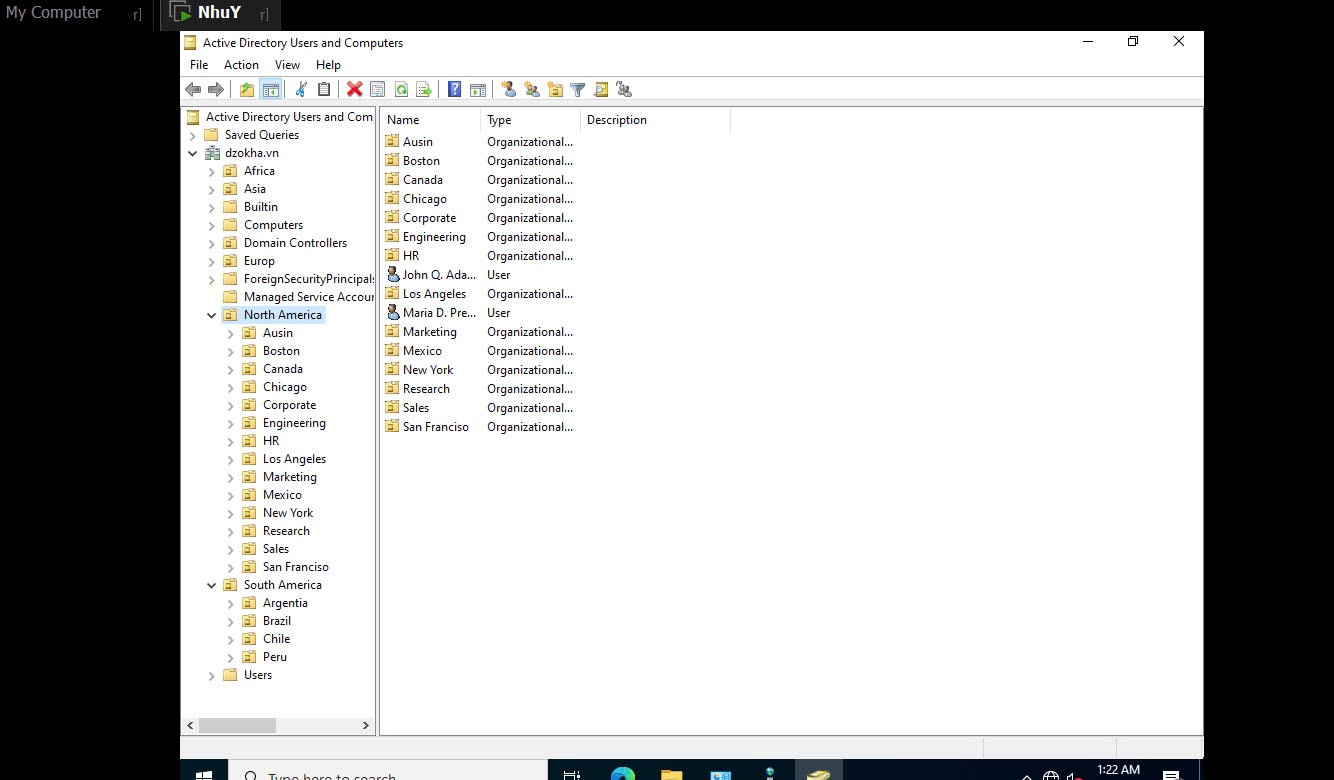 My Computer
NhuY
Active Directory Users and Computers
File Action View Help
Active Directory Users and Com
Saved Queries
dzokha.vn
Africa
Asia
Builtin
Computers
Domain Controllers
Europ
ForeignSecurityPrincipals
Managed Service Accour
North America
Ausin
Boston
Canada
Chicago
Corporate
Engineering
HR
Los Angeles
Marketing
Mexico
New York
Research
Sales
San Franciso
South America
Argentia
Brazil
Chile
Peru
Users
Name Type Description
Ausin Organizational...
Boston Organizational...
Canada Organizational...
Chicago Organizational...
Corporate Organizational...
Engineering Organizational...
HR Organizational...
John Q. Ada... User
Los Angeles Organizational...
Maria D. Pre... User
Marketing Organizational...
Mexico Organizational...
New York Organizational...
Research Organizational...
Sales Organizational...
San Franciso Organizational...
Type here to search
1:22 AM